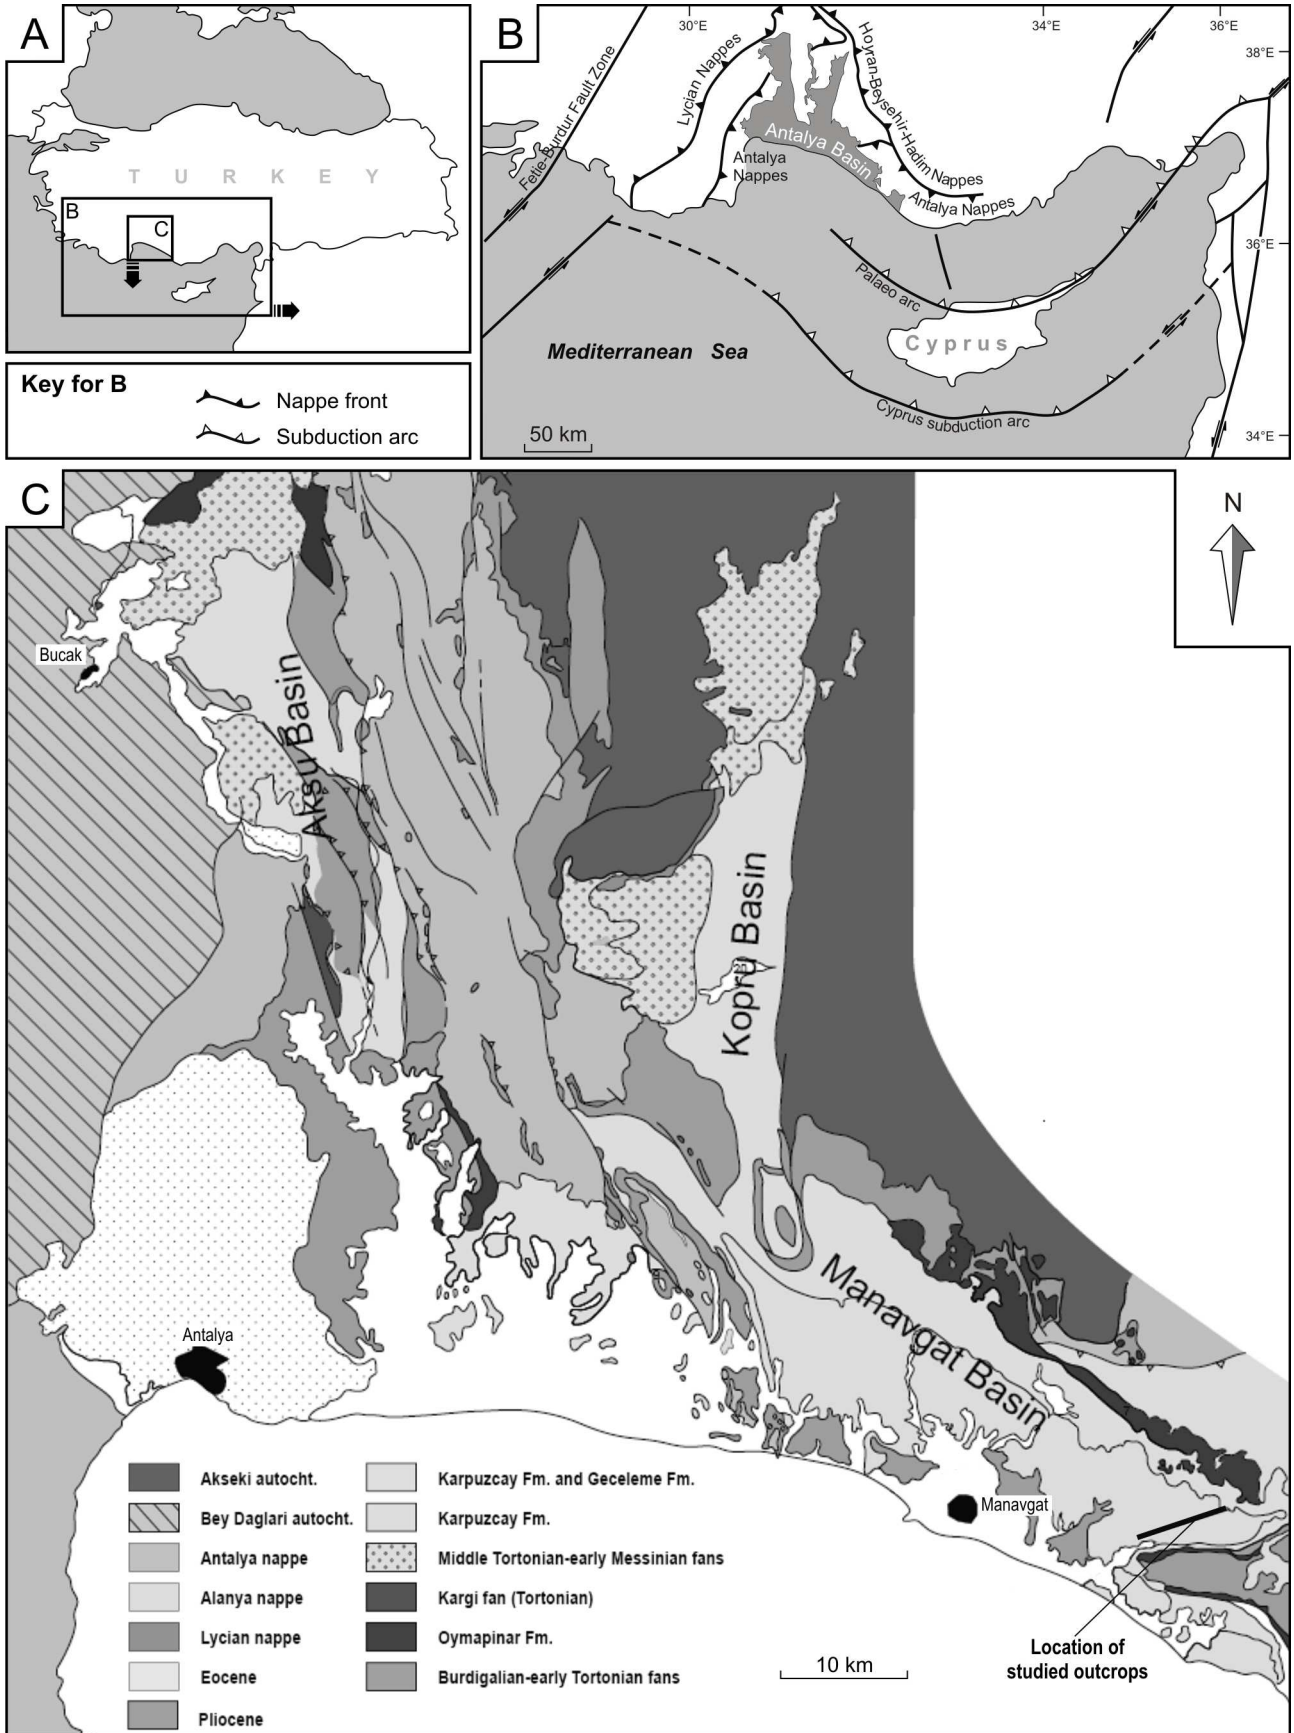 A
T U R K E Y
B
C
Key for B
Nappe front
Subduction arc
B
30°E
34°E
36°E
38°E
36°E
34°E
Fetie-Burdur Fault Zone
Lycian Nappes
Hoyran-Beysehir-Hadim Nappes
Antalya Basin
Antalya
Nappes
Antalya Nappes
Palaeo arc
Cyprus
Mediterranean Sea
Cyprus subduction arc
50 km
C
N
Bucak
Aksu Basin
Kopru Basin
Manavgat Basin
Antalya
Manavgat
Location of
studied outcrops
10 km
Akseki autocht.
Bey Daglari autocht.
Antalya nappe
Alanya nappe
Lycian nappe
Eocene
Pliocene
Karpuzcay Fm. and Geceleme Fm.
Karpuzcay Fm.
Middle Tortonian-early Messinian fans
Kargi fan (Tortonian)
Oymapinar Fm.
Burdigalian-early Tortonian fans